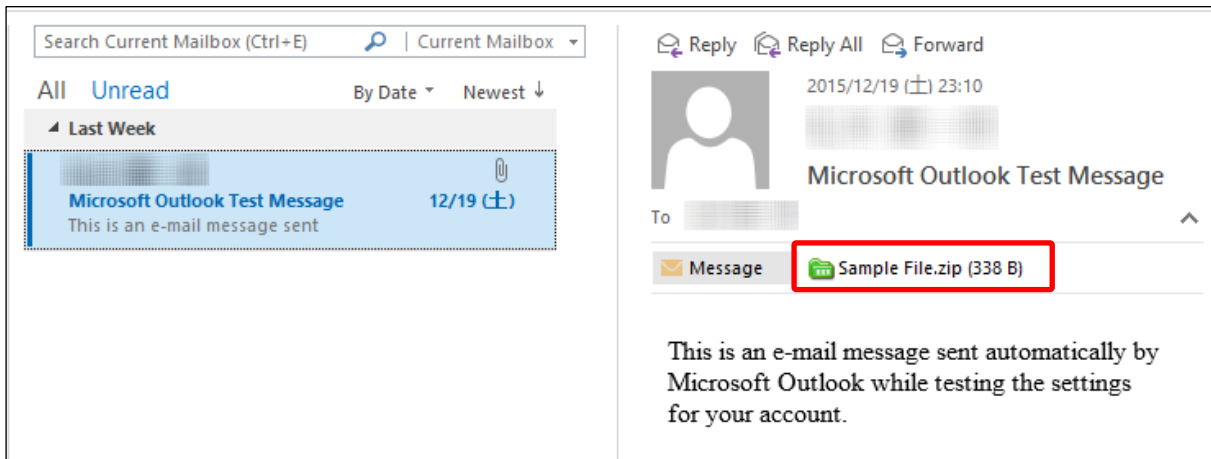 Search Current Mailbox (Ctrl+E) Current Mailbox
All Unread By Date Newest
Last Week
Microsoft Outlook Test Message 12/19 (土)
This is an e-mail message sent
Reply Reply All Forward
2015/12/19 (土) 23:10
Microsoft Outlook Test Message
To
Message Sample File.zip (338 B)
This is an e-mail message sent automatically by
Microsoft Outlook while testing the settings
for your account.